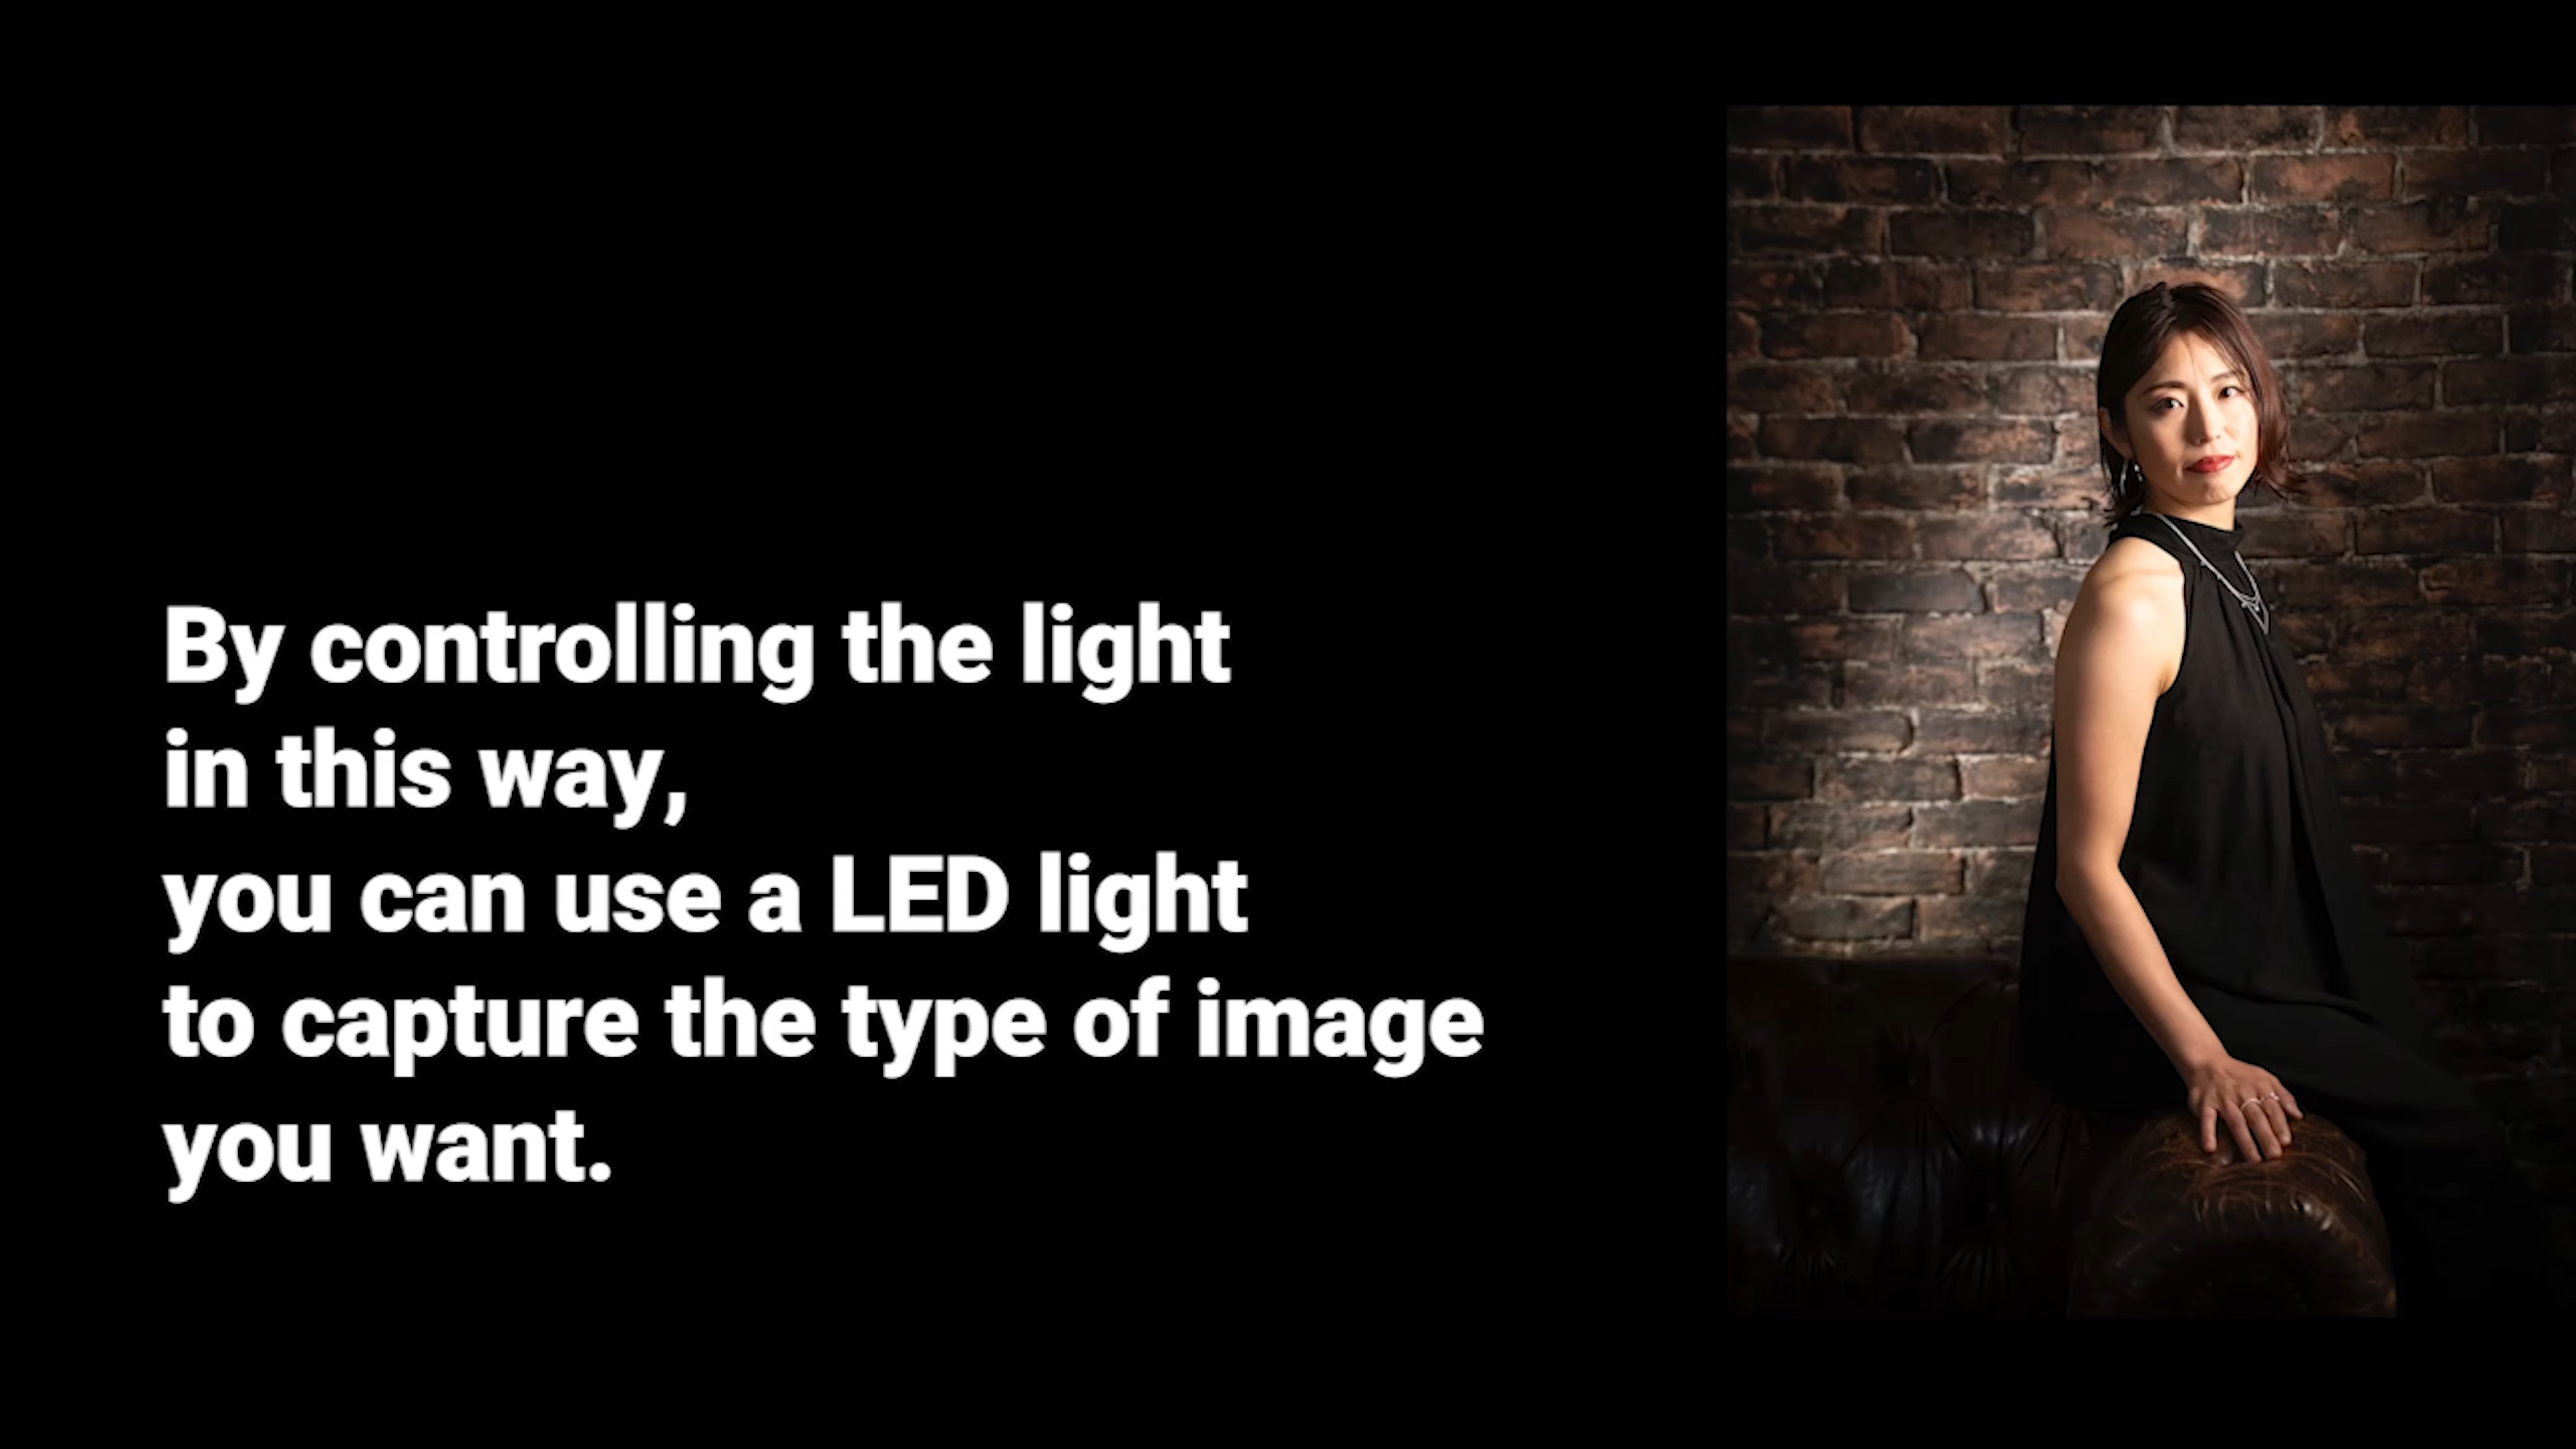 By controlling the light
in this way,
you can use a LED light
to capture the type of image
you want.